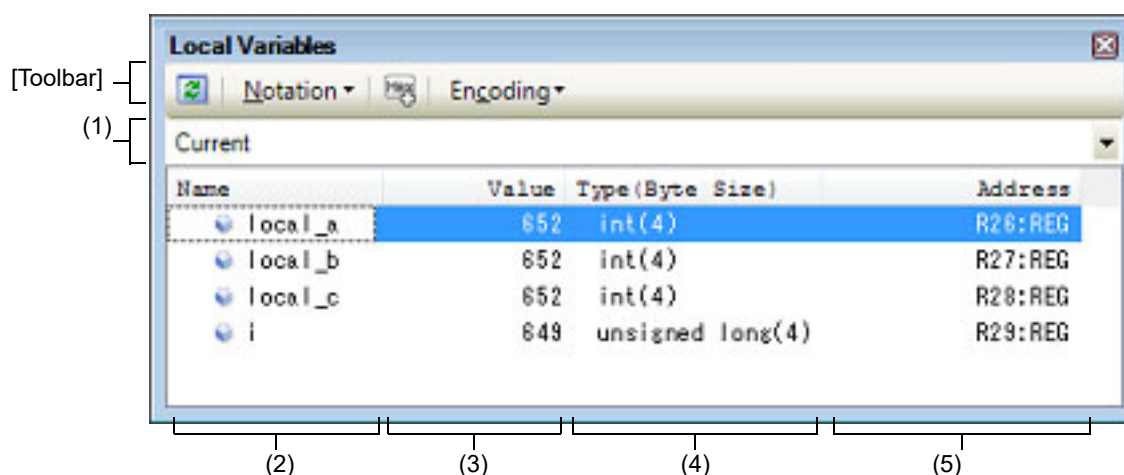 Local Variables
[Toolbar]
Notation
Hex
Encoding
(1)
Current
Name Value Type(Byte Size) Address
local_a 652 int(4) R26:REG
local_b 652 int(4) R27:REG
local_c 652 int(4) R28:REG
i 649 unsigned long(4) R29:REG
(2) (3) (4) (5)